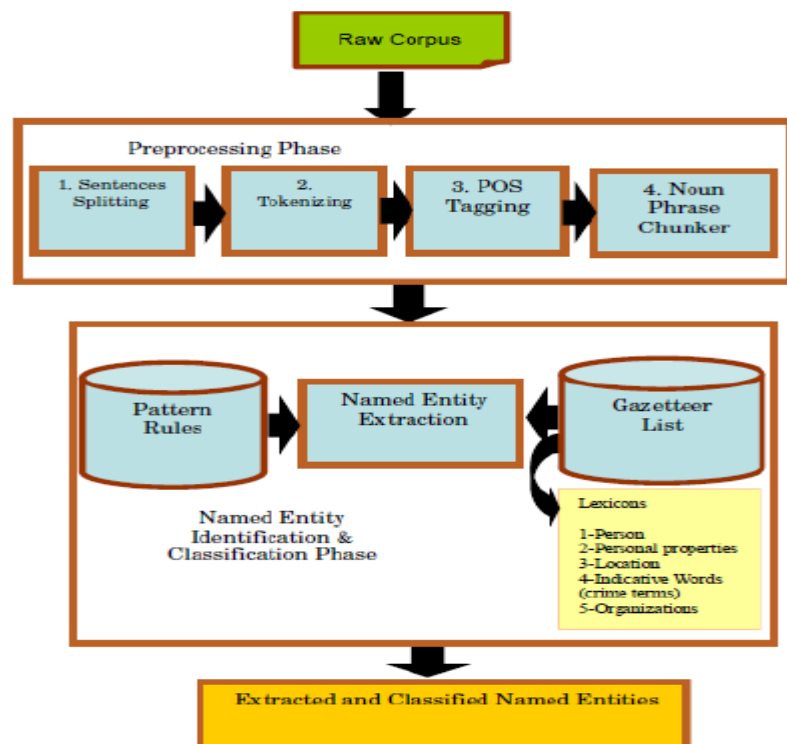 Raw Corpus
Preprocessing Phase
1. Sentences
Splitting
2.
Tokenizing
3. POS
Tagging
4. Noun
Phrase
Chunker
Pattern
Rules
Named Entity
Extraction
Gazetteer
List
Named Entity
Identification &
Classification Phase
Lexicons
1-Person
2-Personal properties
3-Location
4-Indicative Words
(crime terms)
5-Organizations
Extracted and Classified Named Entities